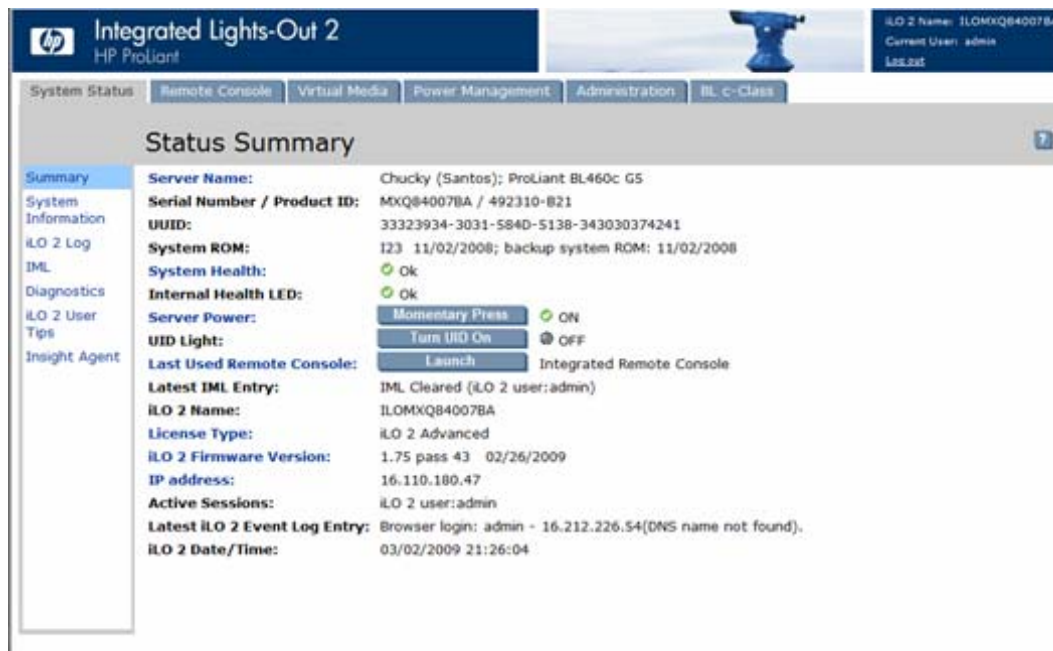 hp
Integrated Lights-Out 2
HP ProLiant
iLO 2 Name: ILOMXQ84007BA
Current User: admin
Log out
System Status Remote Console Virtual Media Power Management Administration BL c-Class
Status Summary
?
Summary
System Information
iLO 2 Log
IML
Diagnostics
iLO 2 User Tips
Insight Agent
Server Name: Chucky (Santos); ProLiant BL460c G5
Serial Number / Product ID: MXQ84007BA / 492310-B21
UUID: 33323934-3031-584D-5138-343030374241
System ROM: I23 11/02/2008; backup system ROM: 11/02/2008
System Health: Ok
Internal Health LED: Ok
Server Power: Momentary Press ON
UID Light: Turn UID On OFF
Last Used Remote Console: Launch Integrated Remote Console
Latest IML Entry: IML Cleared (iLO 2 user:admin)
iLO 2 Name: ILOMXQ84007BA
License Type: iLO 2 Advanced
iLO 2 Firmware Version: 1.75 pass 43 02/26/2009
IP address: 16.110.180.47
Active Sessions: iLO 2 user:admin
Latest iLO 2 Event Log Entry: Browser login: admin - 16.212.226.54(DNS name not found).
iLO 2 Date/Time: 03/02/2009 21:26:04